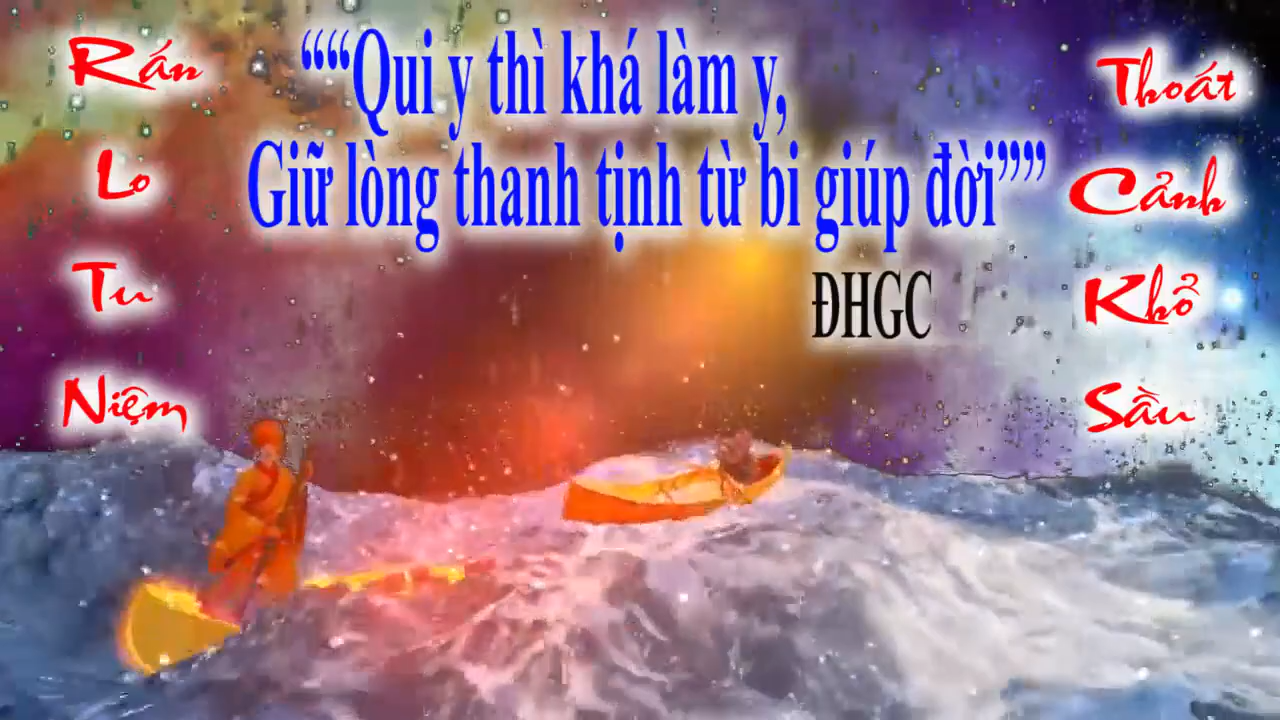 Rán
Lo
Tu
Niệm
““Qui y thì khá làm y,
Giữ lòng thanh tịnh từ bi giúp đời””
ĐHGC
Thoát
Cảnh
Khổ
Sầu